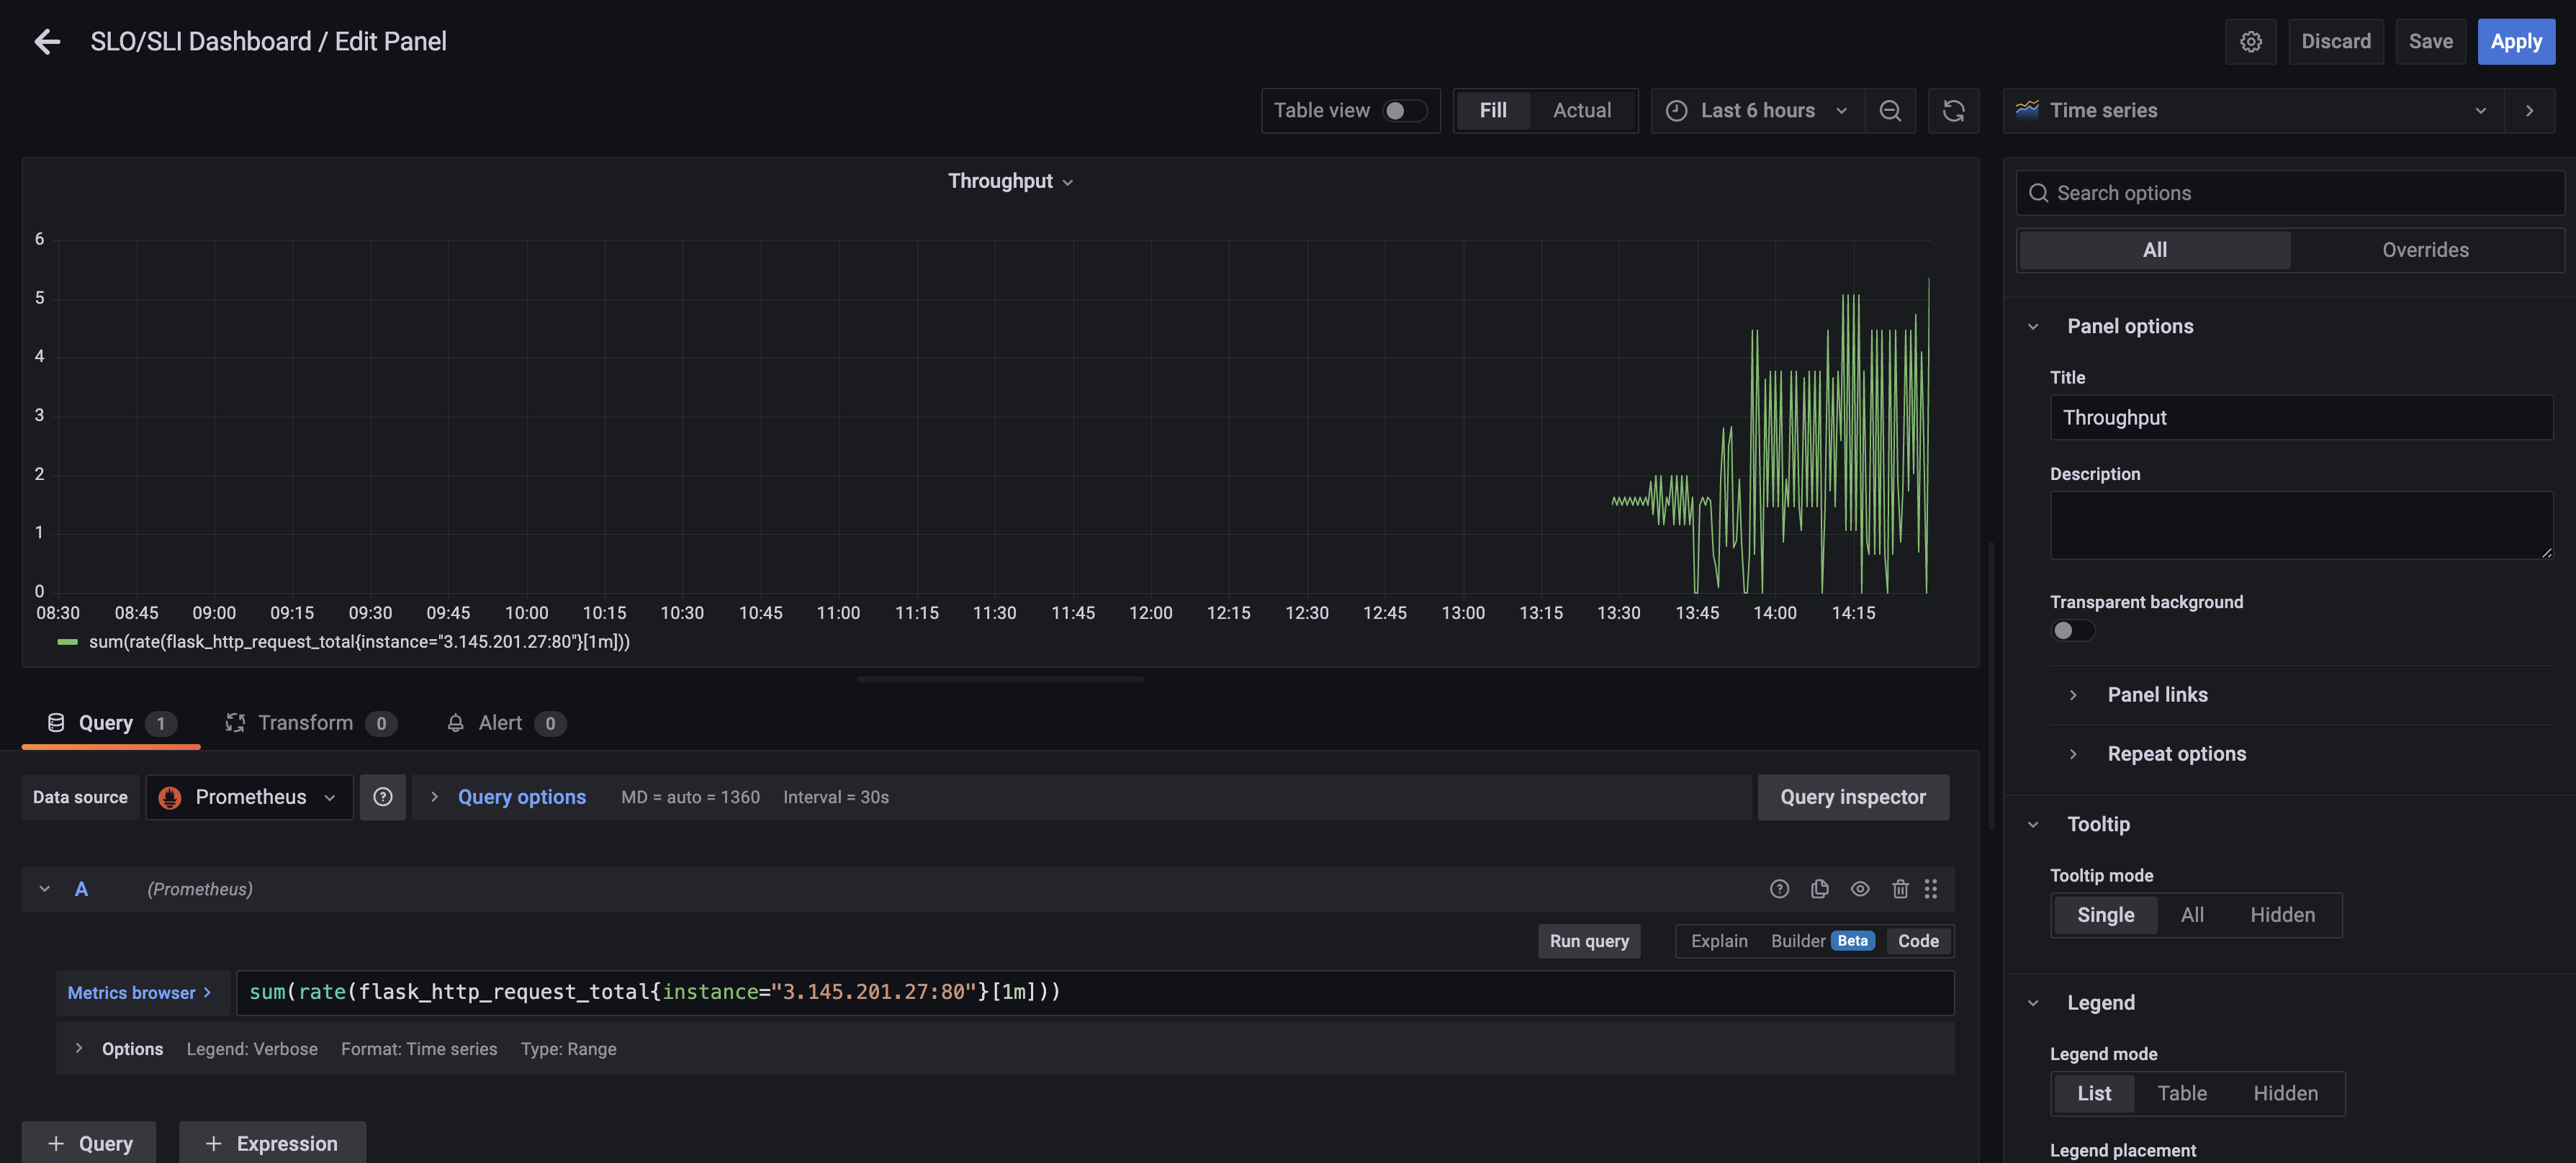 SLO/SLI Dashboard / Edit Panel
Discard
Save
Apply
Table view
Fill
Actual
Last 6 hours
Time series
Throughput
6
5
4
3
2
1
0
08:30 08:45 09:00 09:15 09:30 09:45 10:00 10:15 10:30 10:45 11:00 11:15 11:30 11:45 12:00 12:15 12:30 12:45 13:00 13:15 13:30 13:45 14:00 14:15
sum(rate(flask_http_request_total{instance="3.145.201.27:80"}[1m]))
Query 1
Transform 0
Alert 0
Data source
Prometheus
Query options
MD = auto = 1360
Interval = 30s
Query inspector
A
(Prometheus)
Run query
Explain
Builder Beta
Code
Metrics browser
sum(rate(flask_http_request_total{instance="3.145.201.27:80"}[1m]))
Options
Legend: Verbose
Format: Time series
Type: Range
+ Query
+ Expression
Search options
All
Overrides
Panel options
Title
Throughput
Description
Transparent background
Panel links
Repeat options
Tooltip
Tooltip mode
Single
All
Hidden
Legend
Legend mode
List
Table
Hidden
Legend placement